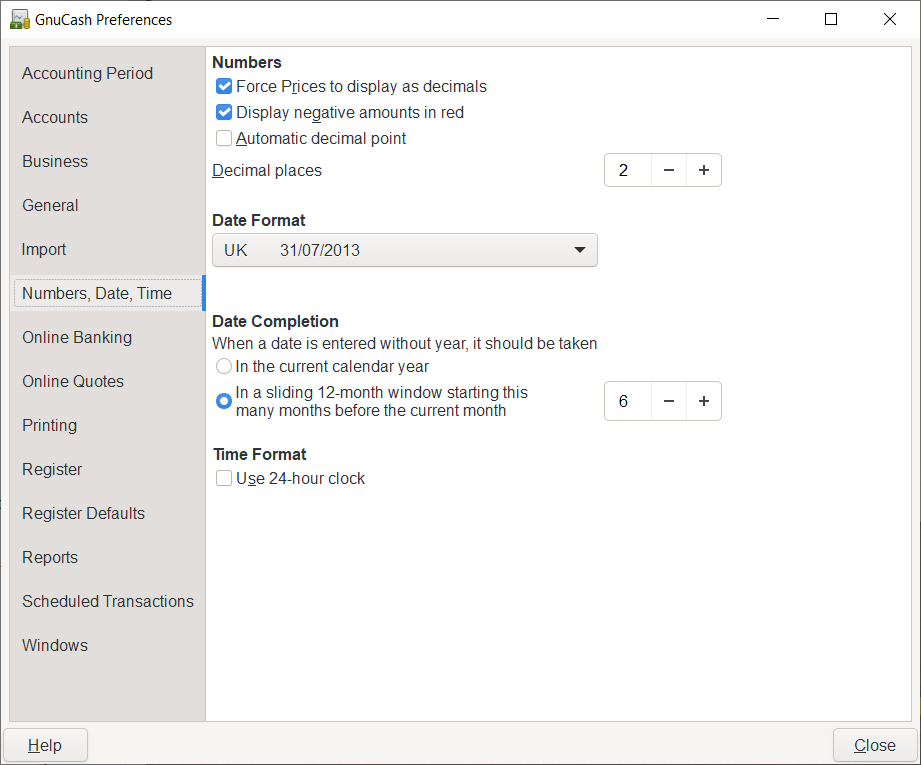 GnuCash Preferences
Accounting Period
Accounts
Business
General
Import
Numbers, Date, Time
Online Banking
Online Quotes
Printing
Register
Register Defaults
Reports
Scheduled Transactions
Windows
Numbers
Force Prices to display as decimals
Display negative amounts in red
Automatic decimal point
Decimal places 2 − +
Date Format
UK 31/07/2013
Date Completion
When a date is entered without year, it should be taken
In the current calendar year
In a sliding 12-month window starting this
many months before the current month
6 − +
Time Format
Use 24-hour clock
Help
Close